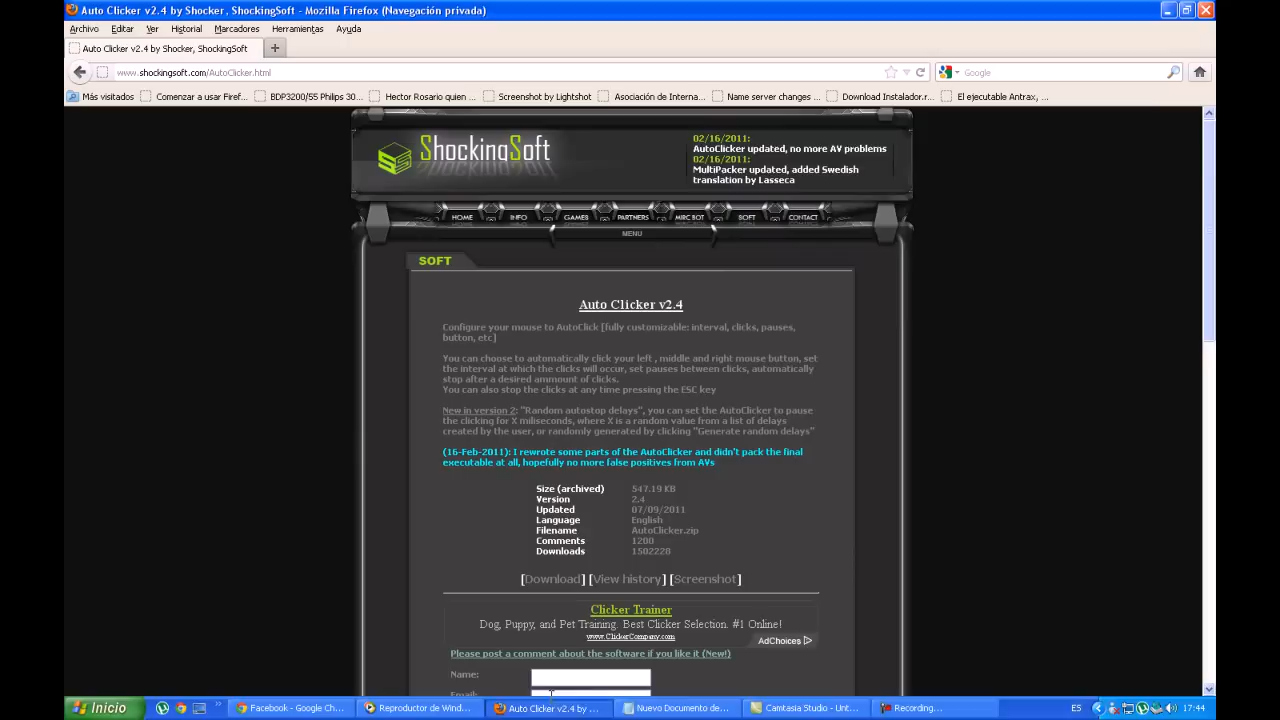 Auto Clicker v2.4 by Shocker, ShockingSoft - Mozilla Firefox (Navegación privada)
Archivo Editar Ver Historial Marcadores Herramientas Ayuda
Auto Clicker v2.4 by Shocker, ShockingSoft
www.shockingsoft.com/AutoClicker.html Google
Más visitados Comenzar a usar Firef... BDP3200/55 Philips 30... Hector Rosario quien ... Screenshot by Lightshot Asociación de Interna... Name server changes ... Download Instalador.r... El ejecutable Antrax, ...
ShockingSoft
02/16/2011:
AutoClicker updated, no more AV problems
02/16/2011:
MultiPacker updated, added Swedish
translation by Lasseca
HOME INFO GAMES PARTNERS MIRC BOT SOFT CONTACT
MENU
SOFT
Auto Clicker v2.4
Configure your mouse to AutoClick [fully customizable: interval, clicks, pauses,
button, etc]
You can choose to automatically click your left , middle and right mouse button, set
the interval at which the clicks will occur, set pauses between clicks, automatically
stop after a desired ammount of clicks.
You can also stop the clicks at any time pressing the ESC key
New in version 2: "Random autostop delays", you can set the AutoClicker to pause
the clicking for X miliseconds, where X is a random value from a list of delays
created by the user, or randomly generated by clicking "Generate random delays"
(16-Feb-2011): I rewrote some parts of the AutoClicker and didn't pack the final
executable at all, hopefully no more false positives from AVs
Size (archived) 547.19 KB
Version 2.4
Updated 07/09/2011
Language English
Filename AutoClicker.zip
Comments 1200
Downloads 1502228
[Download] [View history] [Screenshot]
Clicker Trainer
Dog, Puppy, and Pet Training. Best Clicker Selection. #1 Online!
www.ClickerCompany.com
AdChoices
Please post a comment about the software if you like it (New!)
Name:
Email:
Inicio Facebook - Google Ch... Reproductor de Wind... Auto Clicker v2.4 by ... Nuevo Documento de... Camtasia Studio - Unt... Recording... ES 17:44